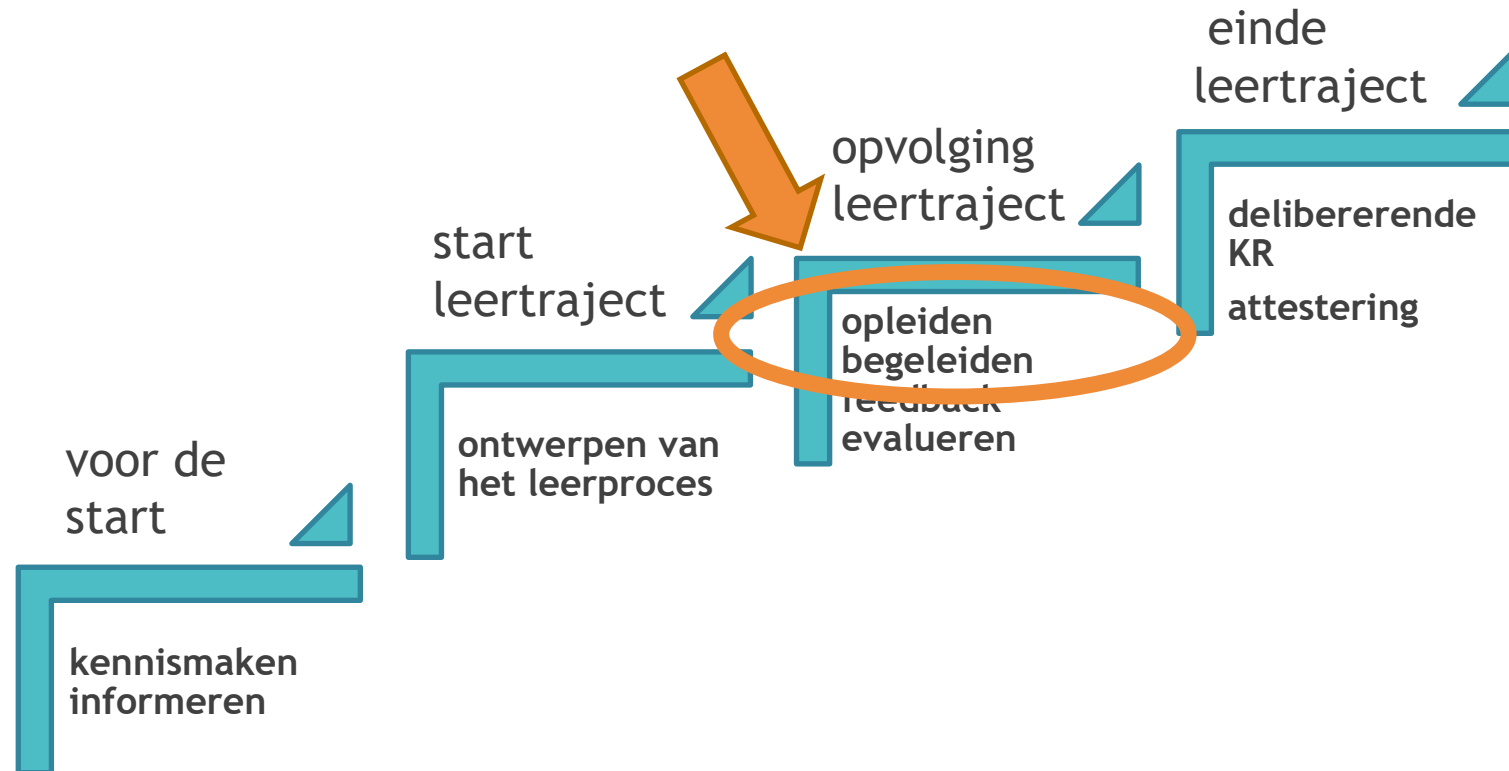 voor de
start
kennismaken
informeren
start
leertraject
ontwerpen van
het leerproces
opvolging
leertraject
opleiden
begeleiden
feedback
evalueren
einde
leertraject
delibererende
KR
attestering